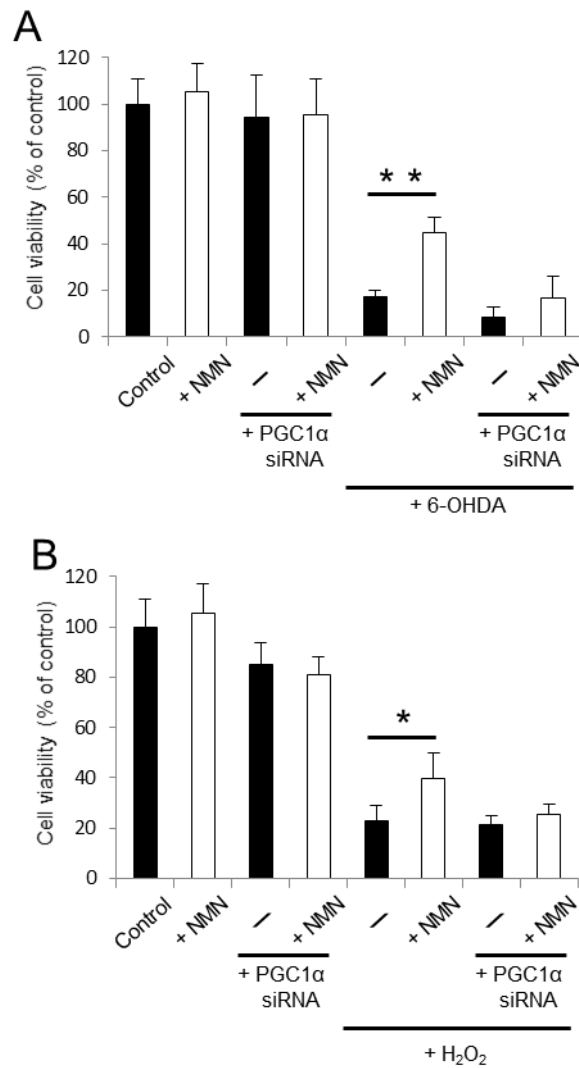 A
Cell viability (% of control)
120
100
80
60
40
20
0
* *
Control
+ NMN
–
+ NMN
–
+ NMN
–
+ NMN
+ PGC1α
siRNA
+ PGC1α
siRNA
+ 6-OHDA
B
Cell viability (% of control)
120
100
80
60
40
20
0
*
Control
+ NMN
–
+ NMN
–
+ NMN
–
+ NMN
+ PGC1α
siRNA
+ PGC1α
siRNA
+ H₂O₂